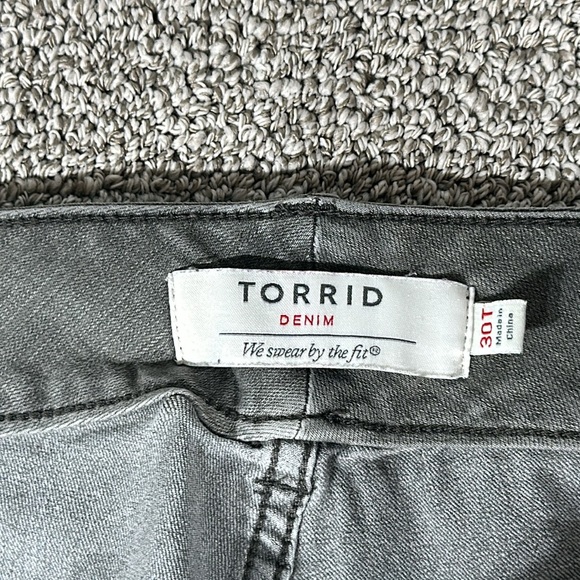 TORRID
DENIM
We swear by the fit®
30T
Made in
China